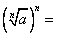 (ⁿ√a)ⁿ =